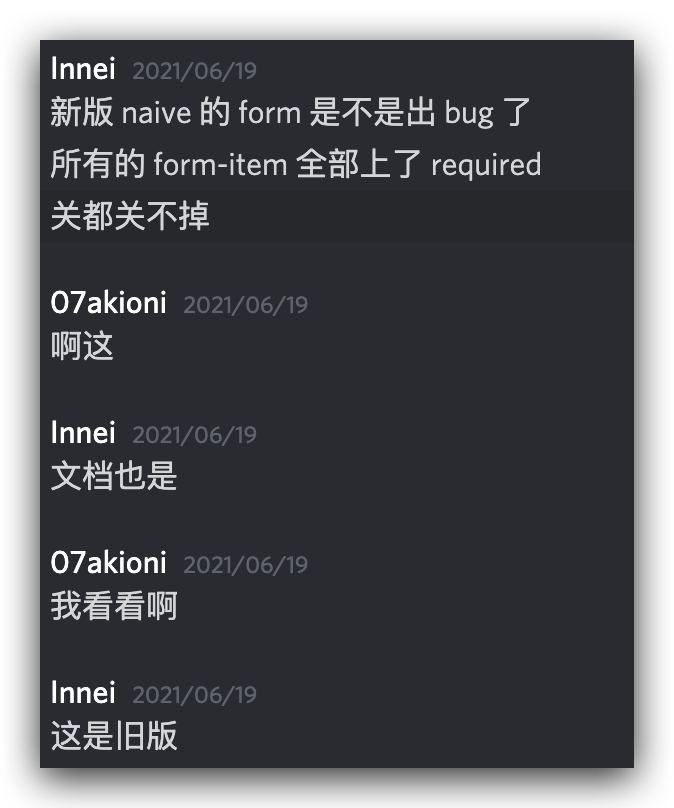 Innei 2021/06/19
新版 naive 的 form 是不是出 bug 了
所有的 form-item 全部上了 required
关都关不掉
07akioni 2021/06/19
啊这
Innei 2021/06/19
文档也是
07akioni 2021/06/19
我看看啊
Innei 2021/06/19
这是旧版